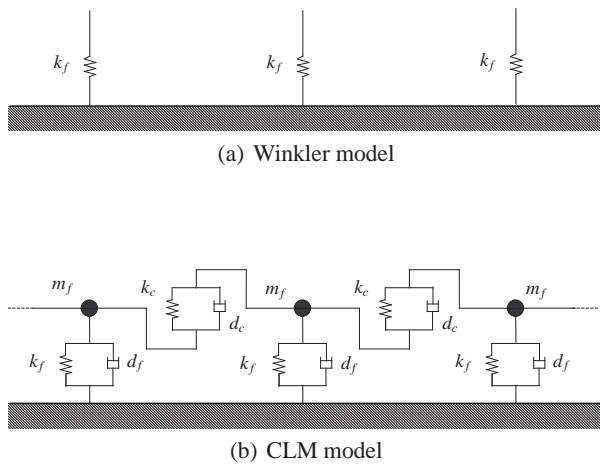 k_f k_f k_f
(a) Winkler model
m_f k_c m_f k_c m_f
d_c d_c
k_f d_f k_f d_f k_f d_f
(b) CLM model